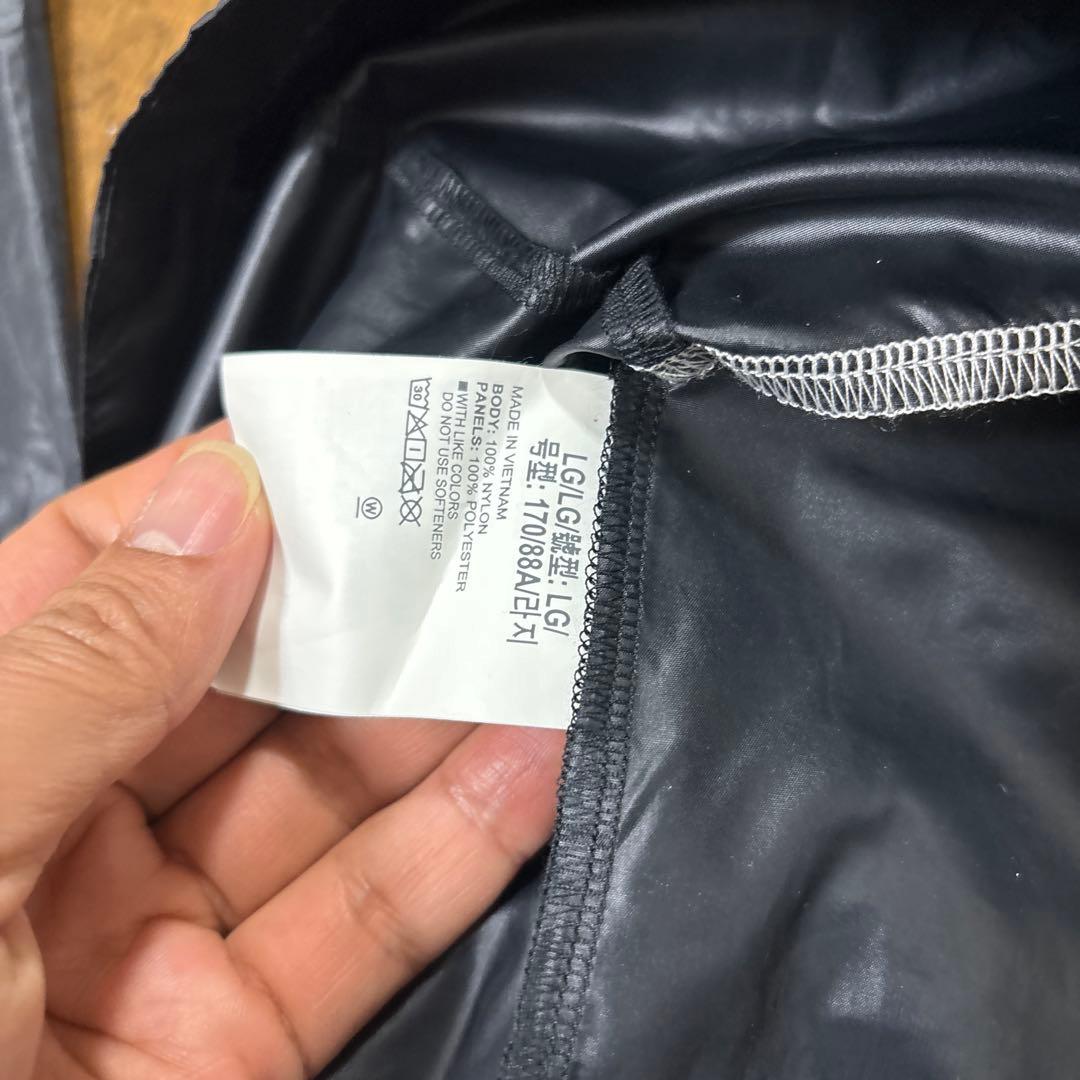 LG/LG/號型: LG/
号型: 170/88A/라지
MADE IN VIETNAM
BODY: 100% NYLON
PANELS: 100% POLYESTER
■WITH LIKE COLORS
DO NOT USE SOFTENERS
30
W